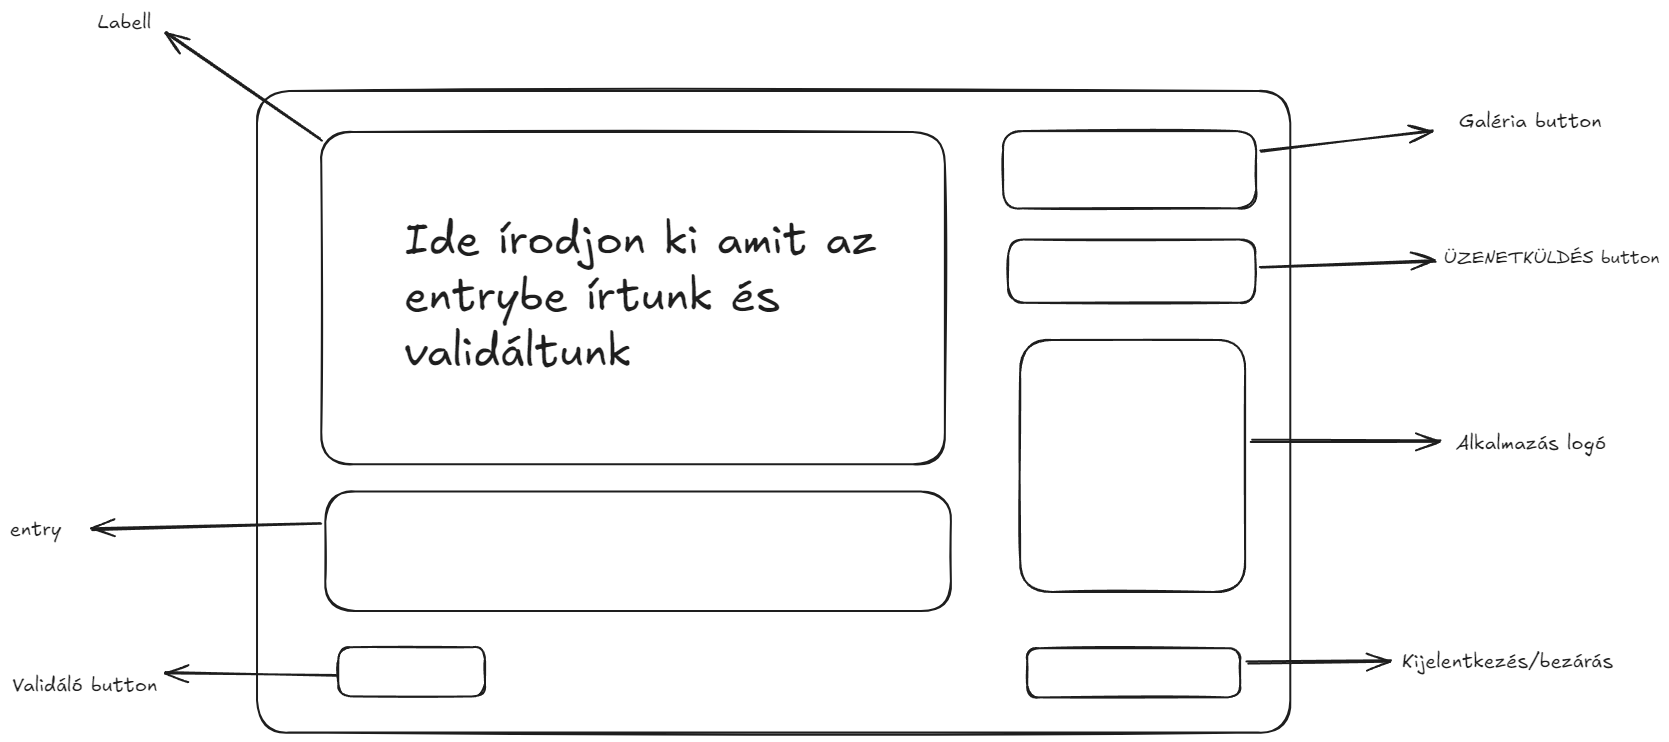 Labell
Galéria button
Ide írodjon ki amit az
entrybe írtunk és
validáltunk
ÜZENETKÜLDÉS button
Alkalmazás logó
entry
Validáló button
Kijelentkezés/bezárás